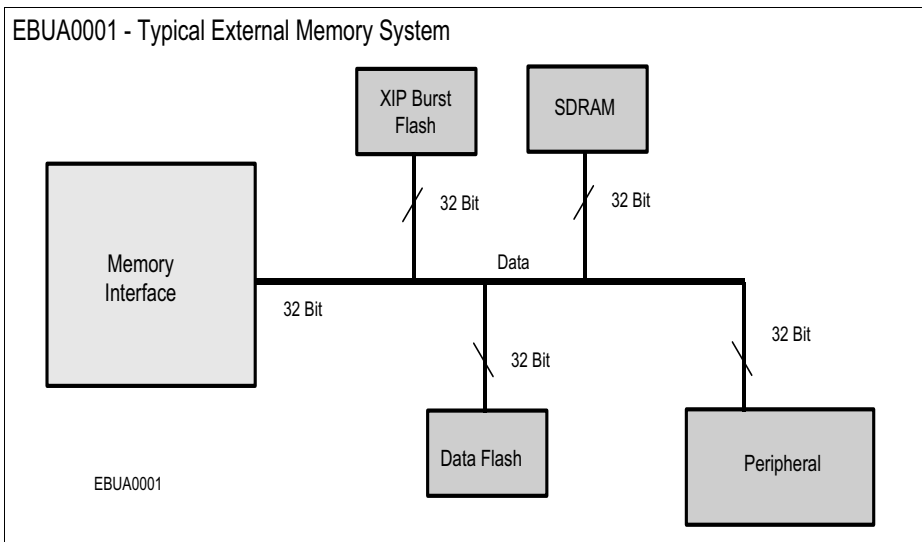 EBUA0001 - Typical External Memory System
XIP Burst
Flash
SDRAM
32 Bit
32 Bit
Memory
Interface
Data
32 Bit
32 Bit
32 Bit
Data Flash
Peripheral
EBUA0001